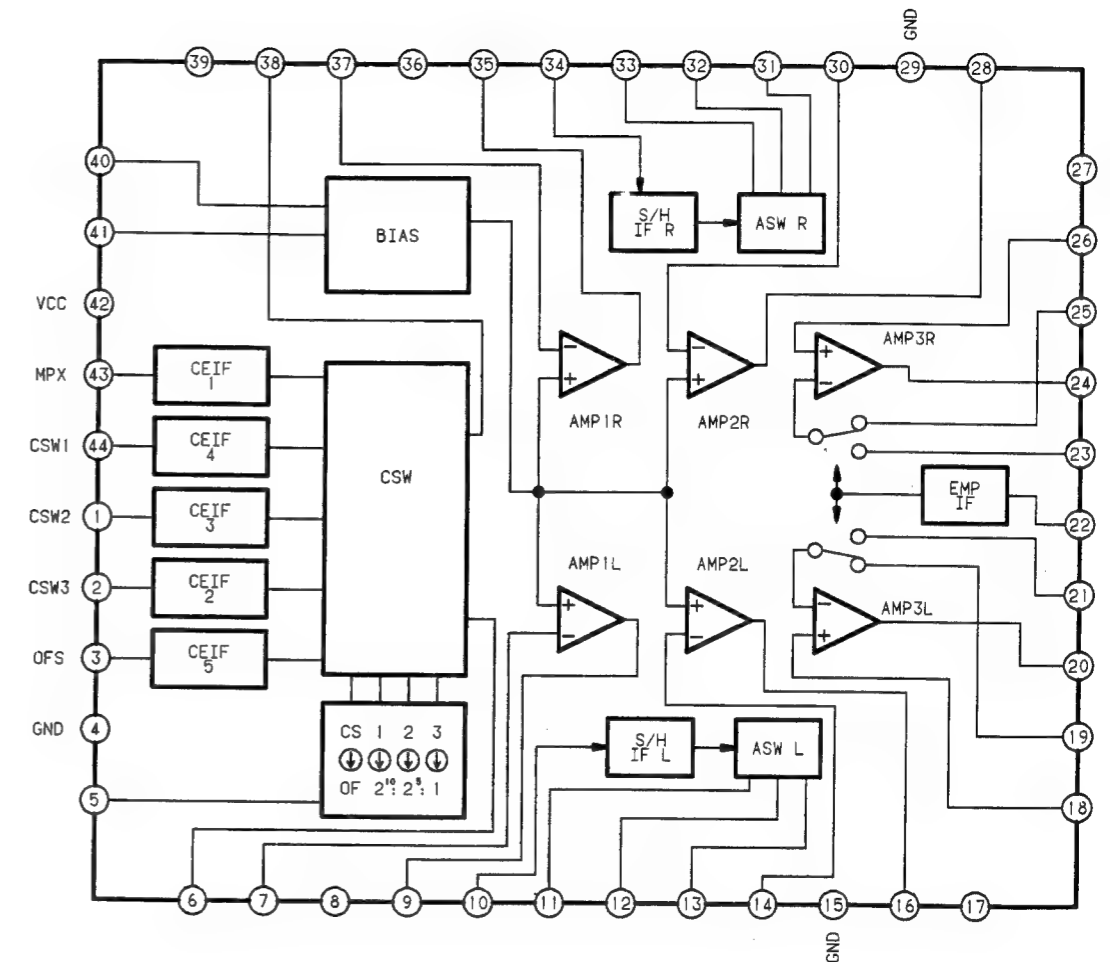 GND
39 38 37 36 35 34 33 32 31 30 29 28
40
27
S/H
IF R
ASW R
41
BIAS
26
VCC 42
25
AMP3R
MPX 43
CEIF
1
−
+
−
+
+
−
24
CSW1 44
CEIF
4
AMP1R
AMP2R
23
CSW
CSW2 1
CEIF
3
EMP
IF
22
CSW3 2
CEIF
2
AMP1L
AMP2L
21
+
−
+
−
−
+
AMP3L
OFS 3
CEIF
5
20
GND 4
CS 1 2 3
S/H
IF L
ASW L
19
OF 2¹⁰: 2⁵: 1
5
18
6 7 8 9 10 11 12 13 14 15 16 17
GND